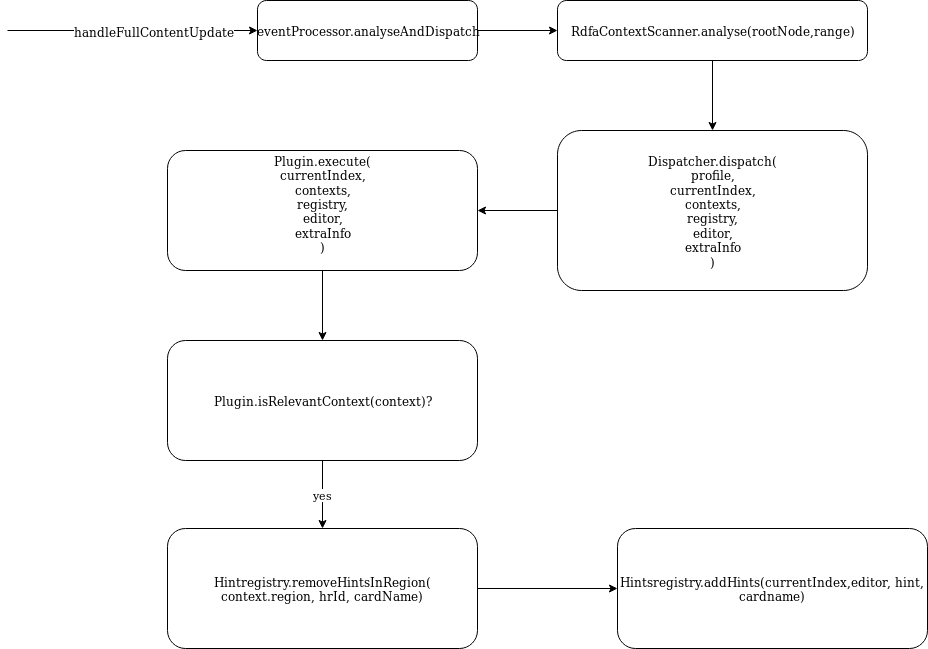 handleFullContentUpdate
eventProcessor.analyseAndDispatch
RdfaContextScanner.analyse(rootNode,range)
Dispatcher.dispatch(
profile,
currentIndex,
contexts,
registry,
editor,
extraInfo
)
Plugin.execute(
currentIndex,
contexts,
registry,
editor,
extraInfo
)
Plugin.isRelevantContext(context)?
yes
Hintregistry.removeHintsInRegion(
context.region, hrId, cardName)
Hintsregistry.addHints(currentIndex,editor, hint,
cardname)